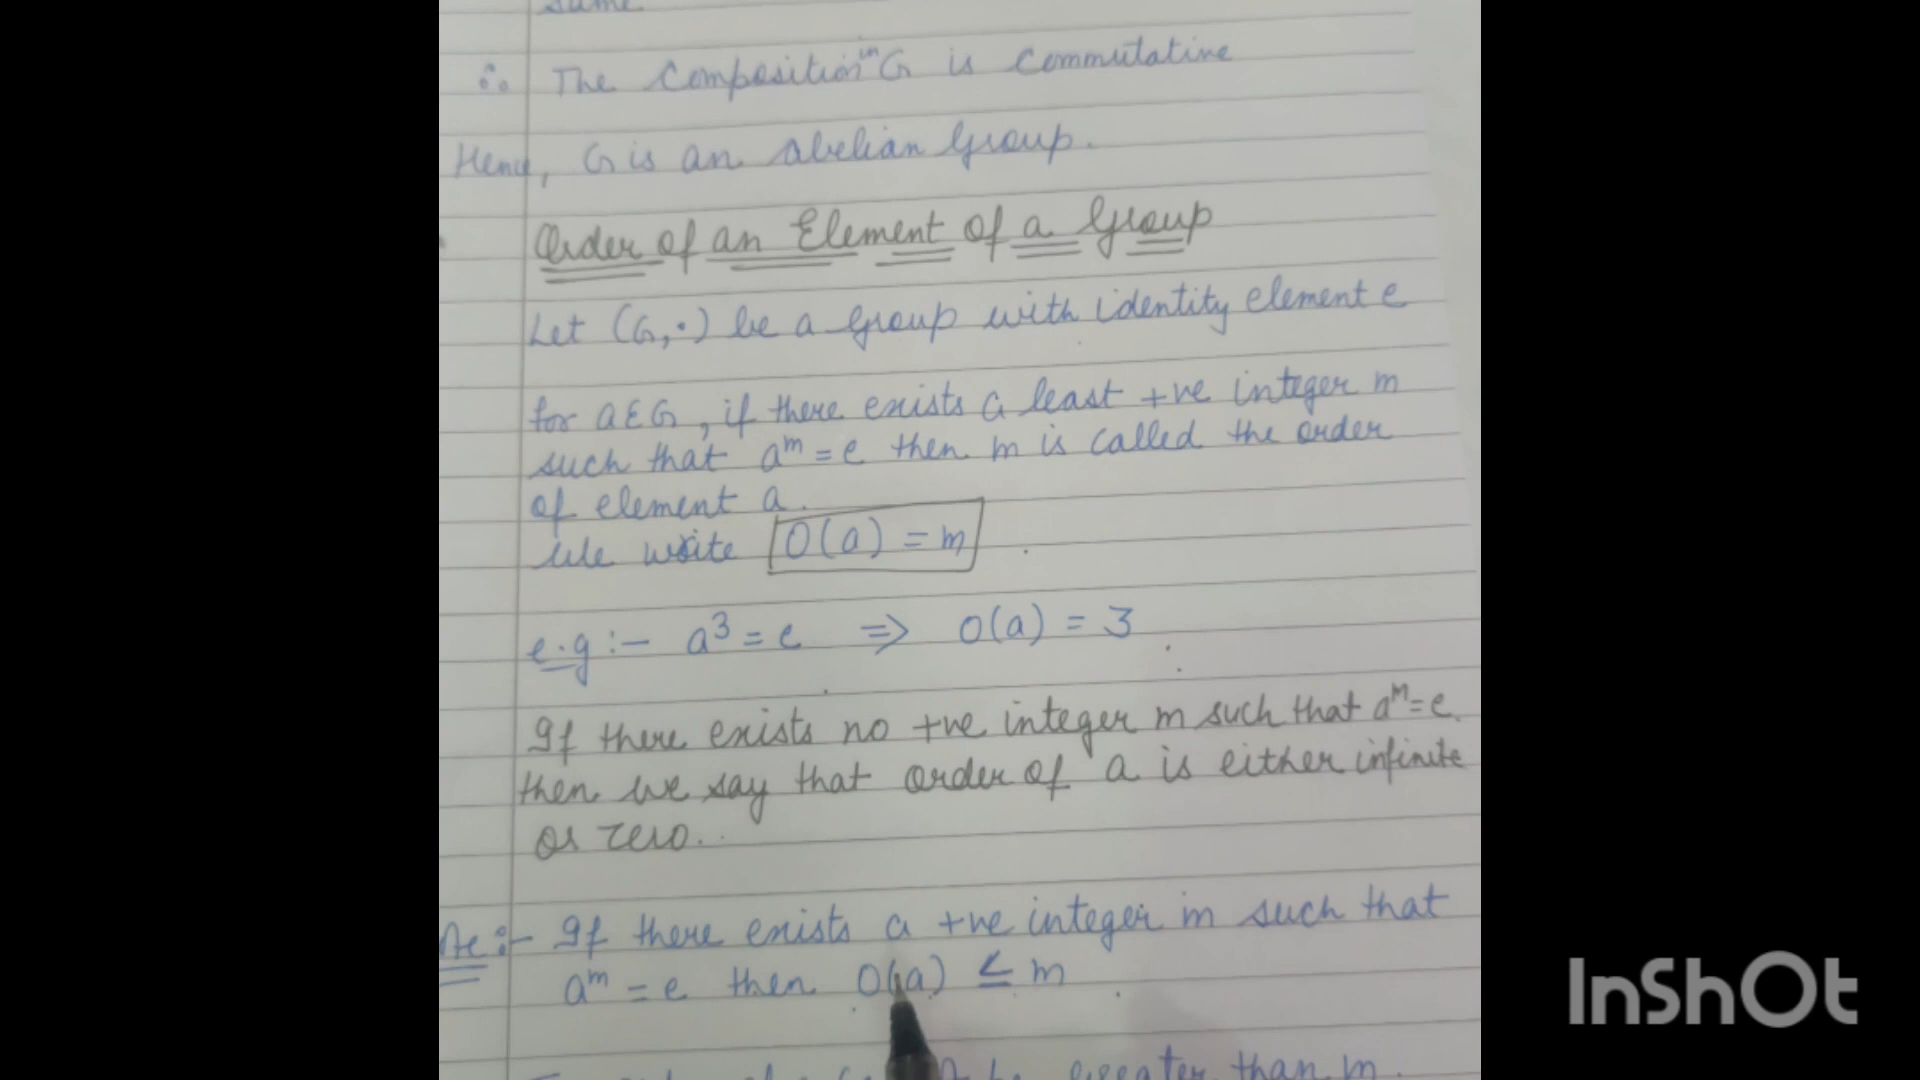 same.
∴ The Composition in G is Commutative
Hence, G is an abelian Group.
Order of an Element of a Group
Let (G, ·) be a group with identity element e
for a ∈ G, if there exists a least +ve integer m
such that a^m = e then m is called the order
of element a.
We write O(a) = m
e.g :- a³ = e ⇒ O(a) = 3
If there exists no +ve integer m such that a^m = e
then we say that order of a is either infinite
or zero.
If there exists a +ve integer m such that
a^m = e then O(a) ≤ m
greater than m.
InShOt